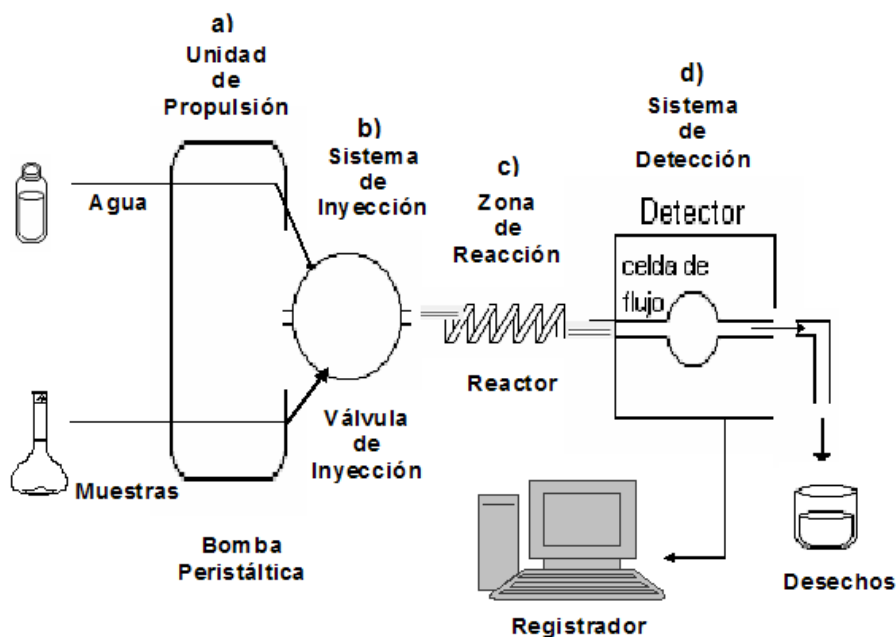 a)
Unidad
de
Propulsión
b)
Sistema
de
Inyección
c)
Zona
de
Reacción
d)
Sistema
de
Detección
Detector
celda de
flujo
Agua
Muestras
Bomba
Peristáltica
Válvula
de
Inyección
Reactor
Registrador
Desechos